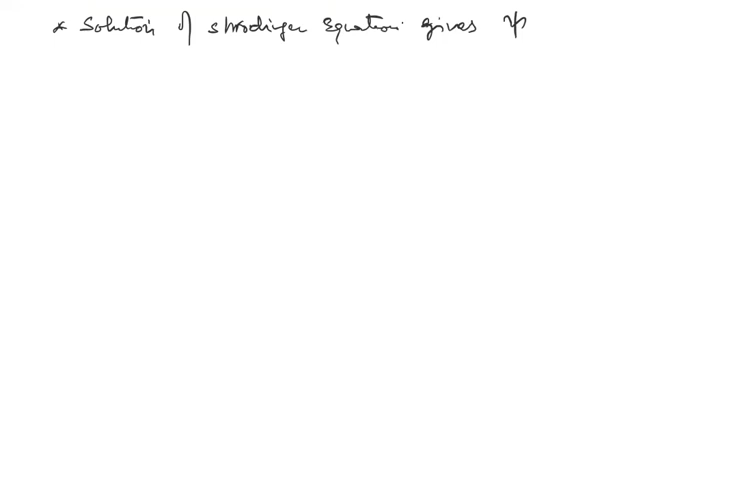 * Solution of shrodinger Equation gives ψ